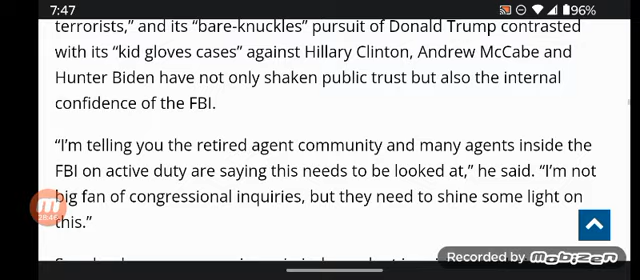 7:47
96%
terrorists,” and its “bare-knuckles” pursuit of Donald Trump contrasted
with its “kid gloves cases” against Hillary Clinton, Andrew McCabe and
Hunter Biden have not only shaken public trust but also the internal
confidence of the FBI.
“I’m telling you the retired agent community and many agents inside the
FBI on active duty are saying this needs to be looked at,” he said. “I’m not
big fan of congressional inquiries, but they need to shine some light on
this.”
Recorded by Mobizen